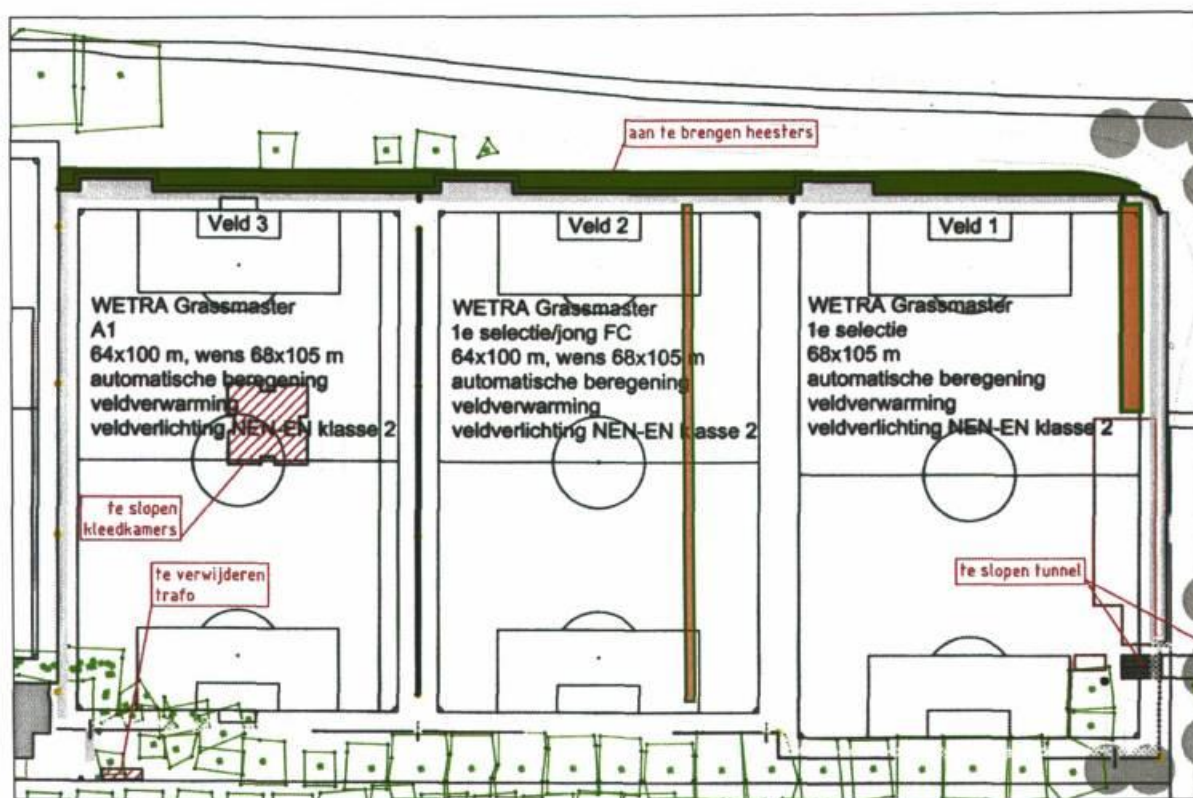 aan te brengen heesters
Veld 3
WETRA Grassmaster
A1
64x100 m, wens 68x105 m
automatische beregening
veldverwarming
veldverlichting NEN-EN klasse 2
te slopen
kleedkamers
te verwijderen
trafo
Veld 2
WETRA Grassmaster
1e selectie/jong FC
64x100 m, wens 68x105 m
automatische beregening
veldverwarming
veldverlichting NEN-EN klasse 2
Veld 1
WETRA Grassmaster
1e selectie
68x105 m
automatische beregening
veldverwarming
veldverlichting NEN-EN klasse 2
te slopen tunnel